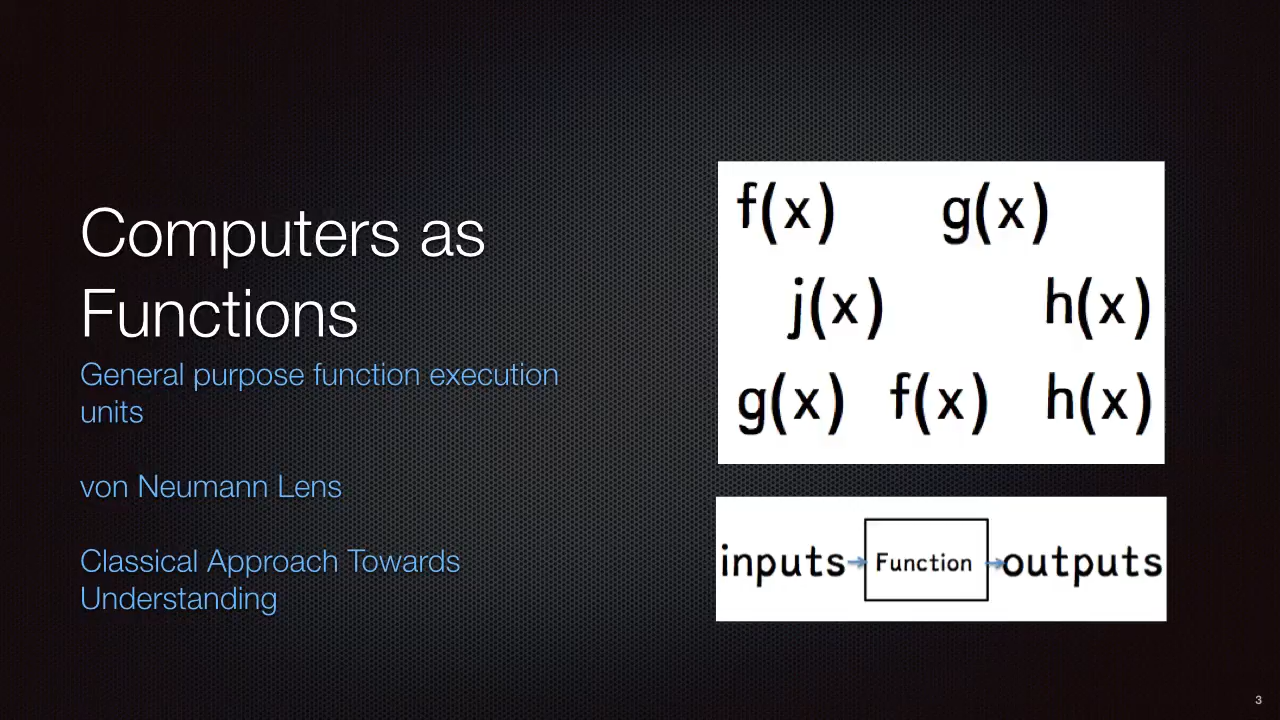 Computers as
Functions
General purpose function execution
units
von Neumann Lens
Classical Approach Towards
Understanding
f(x) g(x)
j(x) h(x)
g(x) f(x) h(x)
inputs Function outputs
3